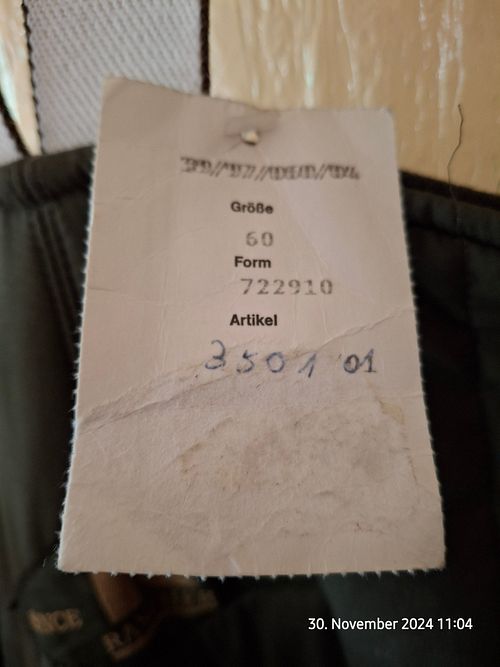 Größe
60
Form
722910
Artikel
3501 01
30. November 2024 11:04